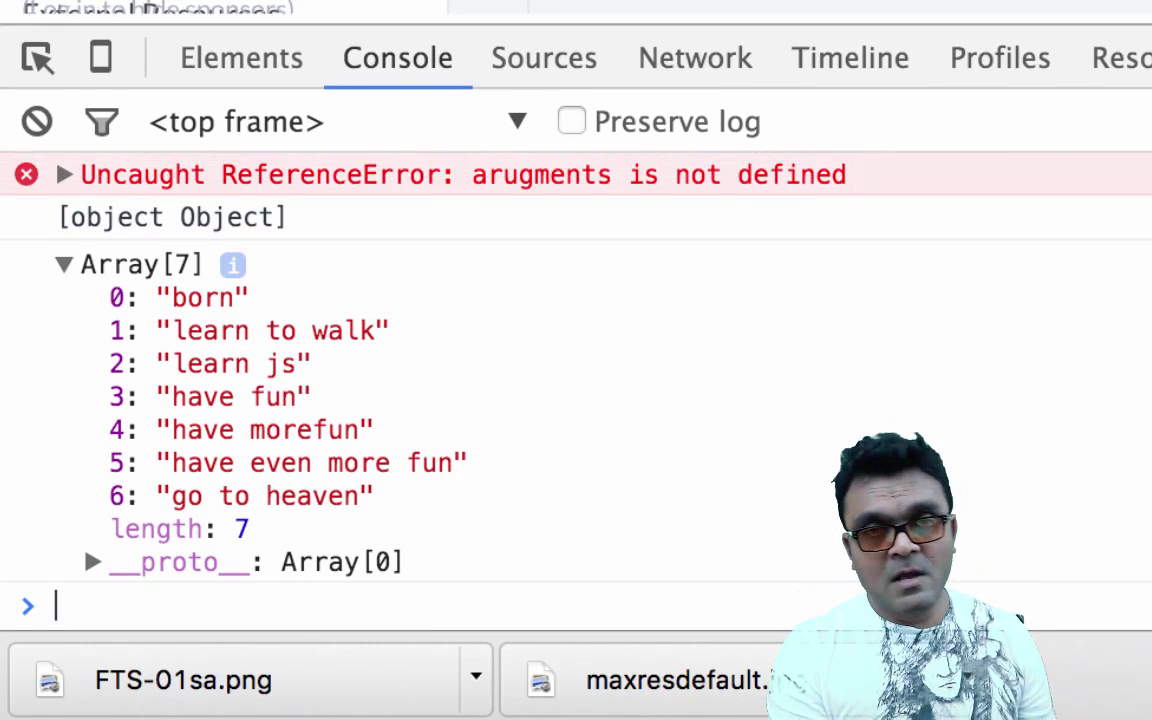 Elements Console Sources Network Timeline Profiles Reso
<top frame> Preserve log
Uncaught ReferenceError: arugments is not defined
[object Object]
Array[7] i
0: "born"
1: "learn to walk"
2: "learn js"
3: "have fun"
4: "have morefun"
5: "have even more fun"
6: "go to heaven"
length: 7
__proto__: Array[0]
>
FTS-01sa.png maxresdefault.jpg